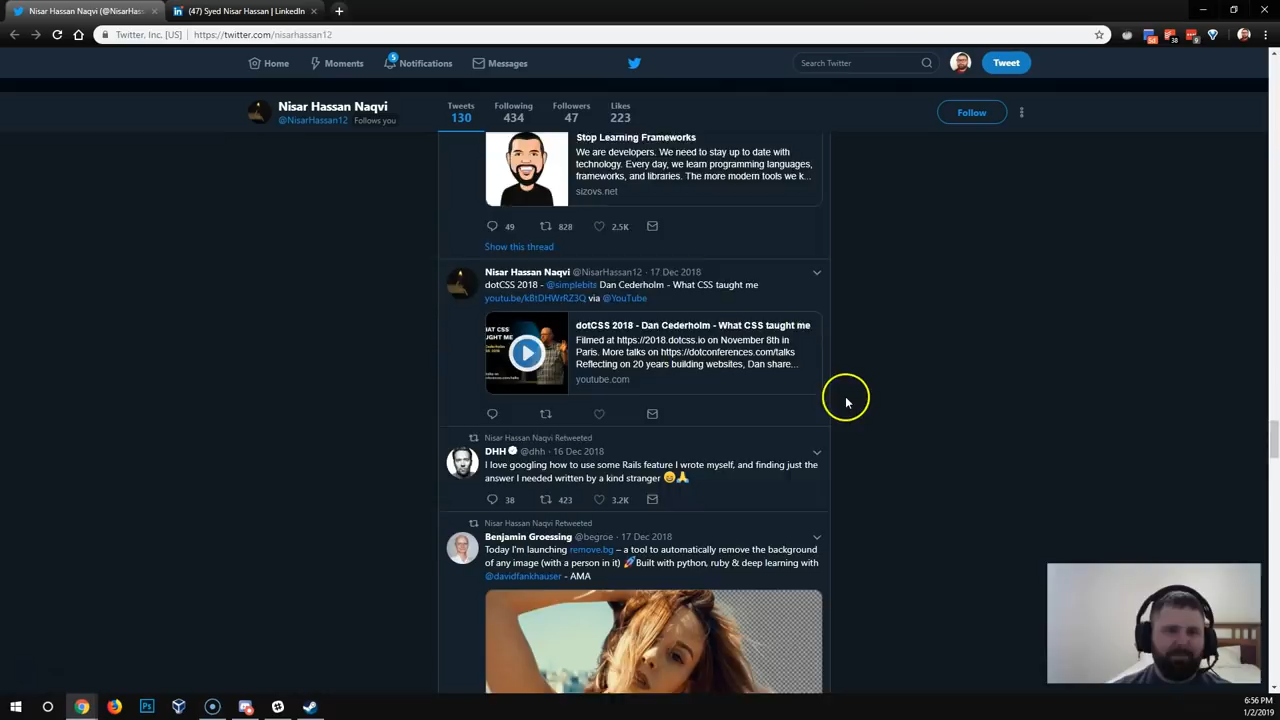 Nisar Hassan Naqvi (@NisarHass
(47) Syed Nisar Hassan | LinkedIn
Twitter, Inc. [US]
https://twitter.com/nisarhassan12
Home
Moments
5
Notifications
Messages
Search Twitter
Tweet
Nisar Hassan Naqvi
@NisarHassan12 Follows you
Tweets
130
Following
434
Followers
47
Likes
223
Follow
Stop Learning Frameworks
We are developers. We need to stay up to date with
technology. Every day, we learn programming languages,
frameworks, and libraries. The more modern tools we k...
sizovs.net
49 828 2.5K
Show this thread
Nisar Hassan Naqvi @NisarHassan12 · 17 Dec 2018
dotCSS 2018 - @simplebits Dan Cederholm - What CSS taught me
youtu.be/kBtDHWrRZ3Q via @YouTube
dotCSS 2018 - Dan Cederholm - What CSS taught me
Filmed at https://2018.dotcss.io on November 8th in
Paris. More talks on https://dotconferences.com/talks
Reflecting on 20 years building websites, Dan share...
youtube.com
Nisar Hassan Naqvi Retweeted
DHH @dhh · 16 Dec 2018
I love googling how to use some Rails feature I wrote myself, and finding just the
answer I needed written by a kind stranger 😄🙏
38 423 3.2K
Nisar Hassan Naqvi Retweeted
Benjamin Groessing @begroe · 17 Dec 2018
Today I'm launching remove.bg – a tool to automatically remove the background
of any image (with a person in it) 🚀Built with python, ruby & deep learning with
@davidfankhauser - AMA
6:56 PM
1/2/2019